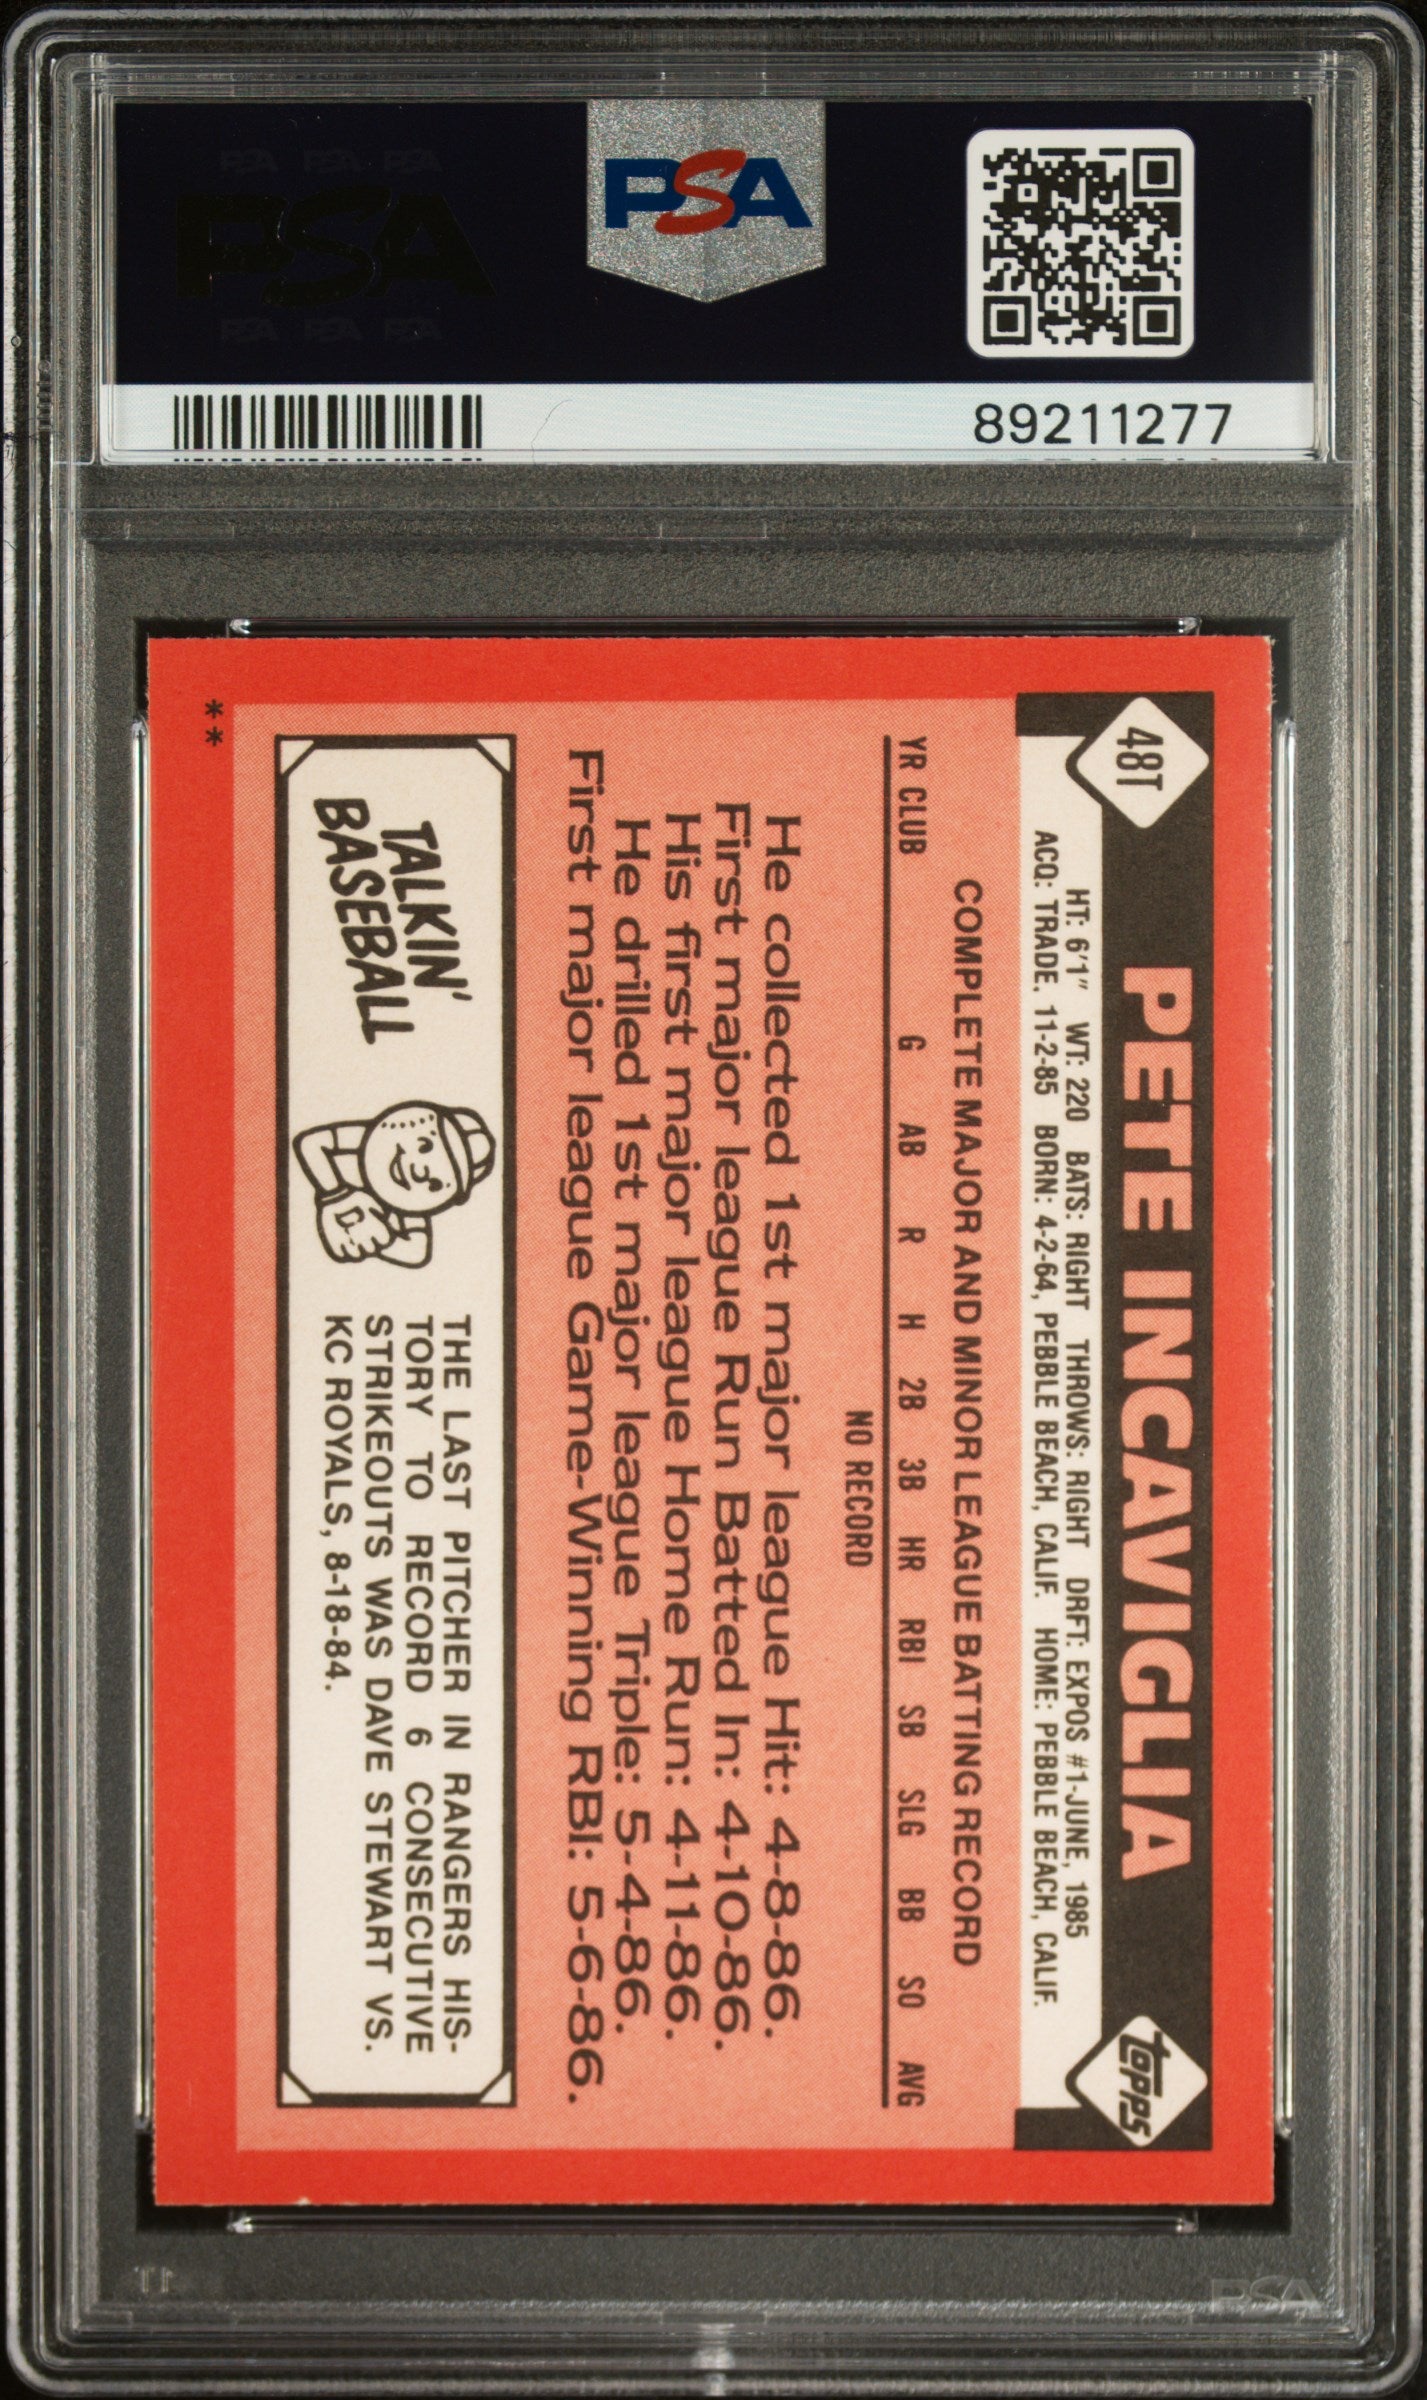 PSA PSA PSA
PSA
PSA PSA PSA
PSA
89211277
48T
PETE INCAVIGLIA
topps
HT: 6'1" WT: 220 BATS: RIGHT THROWS: RIGHT DRFT: EXPOS #1-JUNE, 1985
ACQ: TRADE, 11-2-85 BORN: 4-2-64, PEBBLE BEACH, CALIF. HOME: PEBBLE BEACH, CALIF.
COMPLETE MAJOR AND MINOR LEAGUE BATTING RECORD
YR CLUB G AB R H 2B 3B HR RBI SB SLG BB SO AVG
NO RECORD
He collected 1st major league Hit: 4-8-86.
First major league Run Batted In: 4-10-86.
His first major league Home Run: 4-11-86.
He drilled 1st major league Triple: 5-4-86.
First major league Game-Winning RBI: 5-6-86.
TALKIN'
BASEBALL
THE LAST PITCHER IN RANGERS HIS-
TORY TO RECORD 6 CONSECUTIVE
STRIKEOUTS WAS DAVE STEWART VS.
KC ROYALS, 8-18-84.
**
PSA